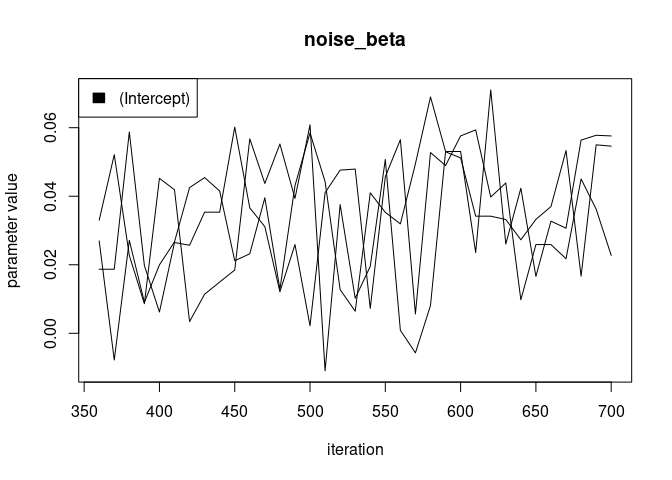 noise_beta
(Intercept)
0.06
0.04
0.02
0.00
parameter value
350 400 450 500 550 600 650 700
iteration